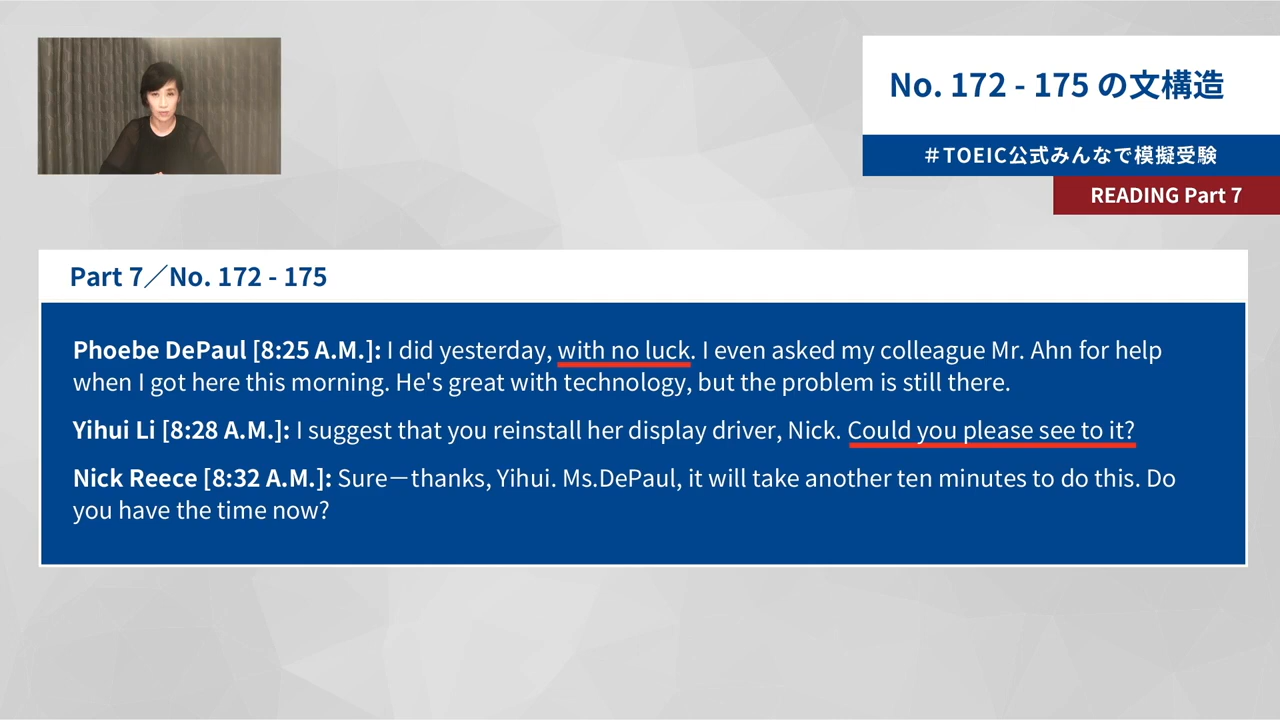 No. 172 - 175 の文構造
＃TOEIC公式みんなで模擬受験
READING Part 7
Part 7／No. 172 - 175
Phoebe DePaul [8:25 A.M.]: I did yesterday, with no luck. I even asked my colleague Mr. Ahn for help
when I got here this morning. He's great with technology, but the problem is still there.
Yihui Li [8:28 A.M.]: I suggest that you reinstall her display driver, Nick. Could you please see to it?
Nick Reece [8:32 A.M.]: Sure—thanks, Yihui. Ms.DePaul, it will take another ten minutes to do this. Do
you have the time now?